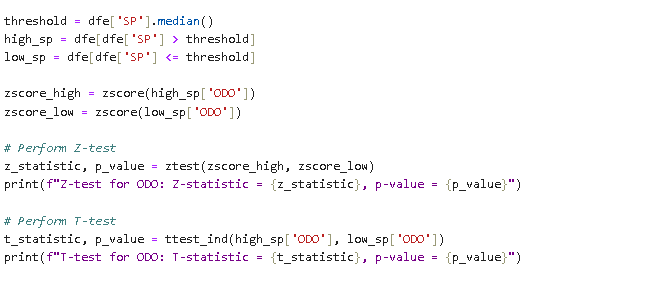 threshold = dfe['SP'].median()
high_sp = dfe[dfe['SP'] > threshold]
low_sp = dfe[dfe['SP'] <= threshold]
zscore_high = zscore(high_sp['ODO'])
zscore_low = zscore(low_sp['ODO'])
# Perform Z-test
z_statistic, p_value = ztest(zscore_high, zscore_low)
print(f"Z-test for ODO: Z-statistic = {z_statistic}, p-value = {p_value}")
# Perform T-test
t_statistic, p_value = ttest_ind(high_sp['ODO'], low_sp['ODO'])
print(f"T-test for ODO: T-statistic = {t_statistic}, p-value = {p_value}")